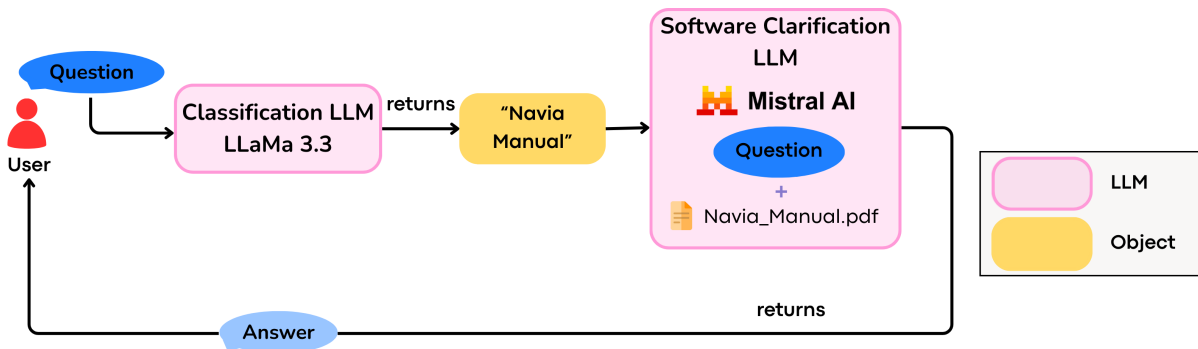 Question
User
Classification LLM
LLaMa 3.3
returns
“Navia
Manual”
Software Clarification
LLM
Mistral AI
Question
+
Navia_Manual.pdf
LLM
Object
returns
Answer